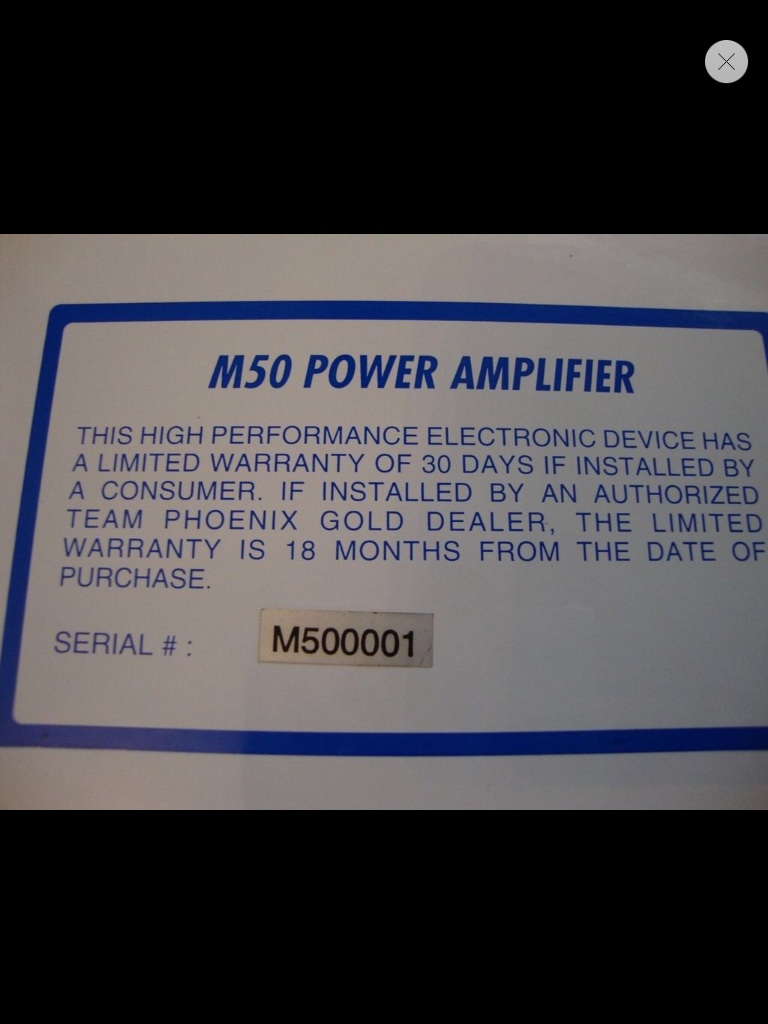 M50 POWER AMPLIFIER
THIS HIGH PERFORMANCE ELECTRONIC DEVICE HAS
A LIMITED WARRANTY OF 30 DAYS IF INSTALLED BY
A CONSUMER. IF INSTALLED BY AN AUTHORIZED
TEAM PHOENIX GOLD DEALER, THE LIMITED
WARRANTY IS 18 MONTHS FROM THE DATE OF
PURCHASE.
SERIAL # : M500001